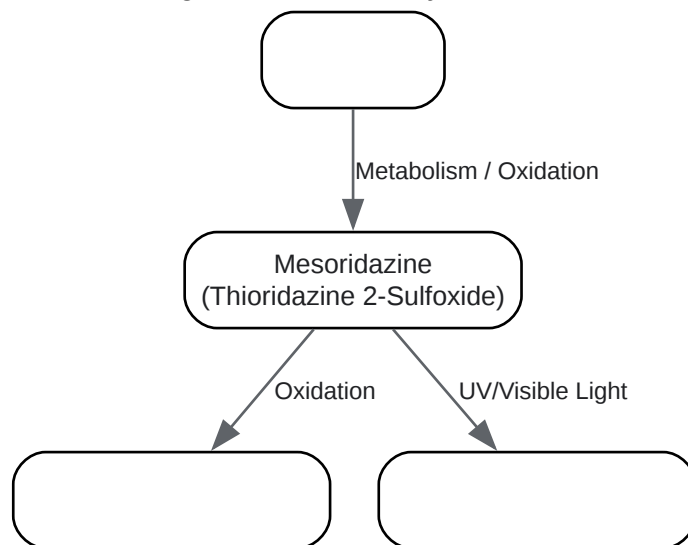 Metabolism / Oxidation
Mesoridazine
(Thioridazine 2-Sulfoxide)
Oxidation
UV/Visible Light